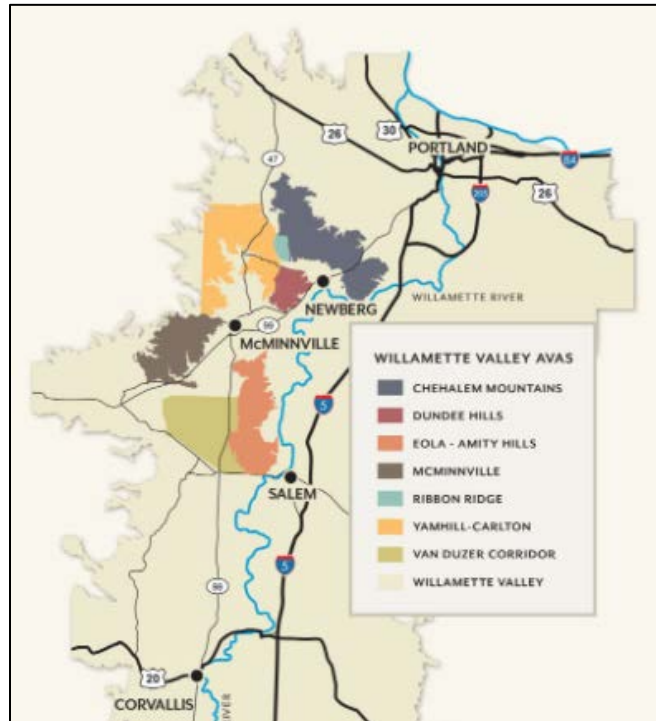 26
30
PORTLAND
84
47
205
26
NEWBERG
WILLAMETTE RIVER
99
McMINNVILLE
WILLAMETTE VALLEY AVAS
CHEHALEM MOUNTAINS
DUNDEE HILLS
EOLA - AMITY HILLS
MCMINNVILLE
RIBBON RIDGE
YAMHILL-CARLTON
VAN DUZER CORRIDOR
WILLAMETTE VALLEY
5
SALEM
5
99
20
CORVALLIS
RIVER